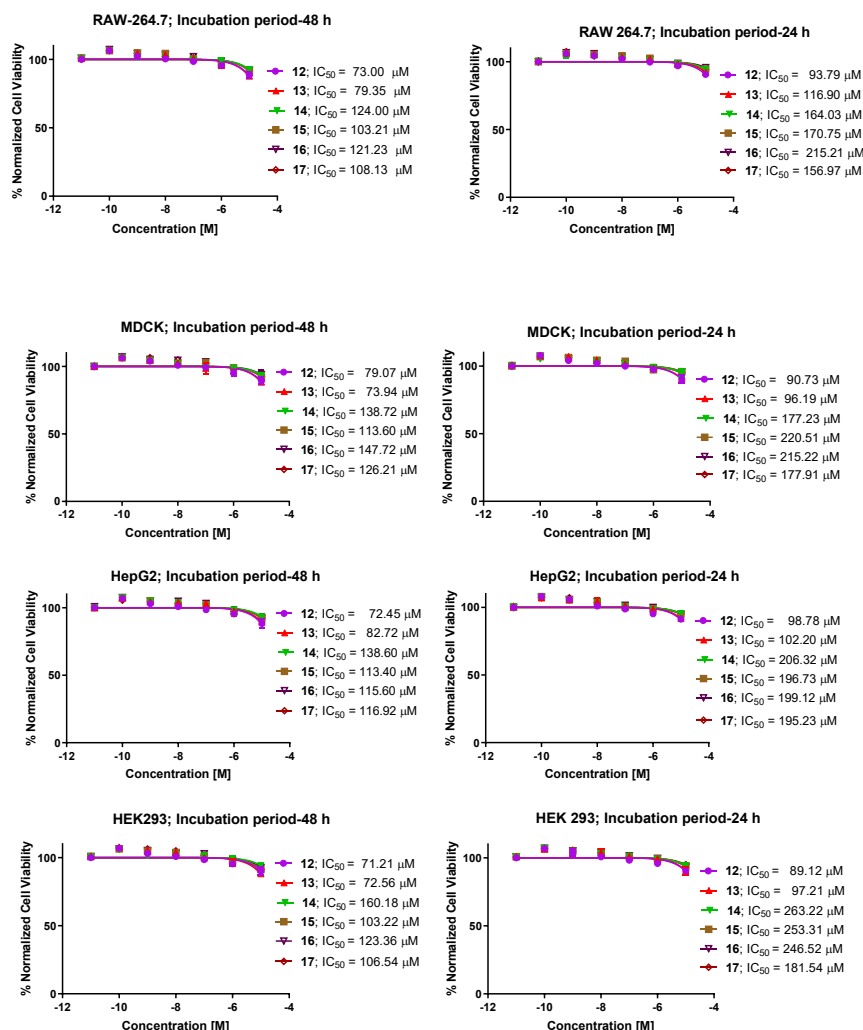 RAW-264.7; Incubation period-48 h
% Normalized Cell Viability
100
50
0
-12 -10 -8 -6 -4
Concentration [M]
12; IC50 = 73.00 μM
13; IC50 = 79.35 μM
14; IC50 = 124.00 μM
15; IC50 = 103.21 μM
16; IC50 = 121.23 μM
17; IC50 = 108.13 μM
RAW 264.7; Incubation period-24 h
% Normalized Cell Viability
100
50
0
-12 -10 -8 -6 -4
Concentration [M]
12; IC50 = 93.79 μM
13; IC50 = 116.90 μM
14; IC50 = 164.03 μM
15; IC50 = 170.75 μM
16; IC50 = 215.21 μM
17; IC50 = 156.97 μM
MDCK; Incubation period-48 h
% Normalized Cell Viability
100
50
0
-12 -10 -8 -6 -4
Concentration [M]
12; IC50 = 79.07 μM
13; IC50 = 73.94 μM
14; IC50 = 138.72 μM
15; IC50 = 113.60 μM
16; IC50 = 147.72 μM
17; IC50 = 126.21 μM
MDCK; Incubation period-24 h
% Normalized Cell Viability
100
50
0
-12 -10 -8 -6 -4
Concentration [M]
12; IC50 = 90.73 μM
13; IC50 = 96.19 μM
14; IC50 = 177.23 μM
15; IC50 = 220.51 μM
16; IC50 = 215.22 μM
17; IC50 = 177.91 μM
HepG2; Incubation period-48 h
% Normalized Cell Viability
100
50
0
-12 -10 -8 -6 -4
Concentration [M]
12; IC50 = 72.45 μM
13; IC50 = 82.72 μM
14; IC50 = 138.60 μM
15; IC50 = 113.40 μM
16; IC50 = 115.60 μM
17; IC50 = 116.92 μM
HepG2; Incubation period-24 h
% Normalized Cell Viability
100
50
0
-12 -10 -8 -6 -4
Concentration [M]
12; IC50 = 98.78 μM
13; IC50 = 102.20 μM
14; IC50 = 206.32 μM
15; IC50 = 196.73 μM
16; IC50 = 199.12 μM
17; IC50 = 195.23 μM
HEK293; Incubation period-48 h
% Normalized Cell Viability
100
50
0
-12 -10 -8 -6 -4
Concentration [M]
12; IC50 = 71.21 μM
13; IC50 = 72.56 μM
14; IC50 = 160.18 μM
15; IC50 = 103.22 μM
16; IC50 = 123.36 μM
17; IC50 = 106.54 μM
HEK 293; Incubation period-24 h
% Normalized Cell Viability
100
50
0
-12 -10 -8 -6 -4
Concentration [M]
12; IC50 = 89.12 μM
13; IC50 = 97.21 μM
14; IC50 = 263.22 μM
15; IC50 = 253.31 μM
16; IC50 = 246.52 μM
17; IC50 = 181.54 μM